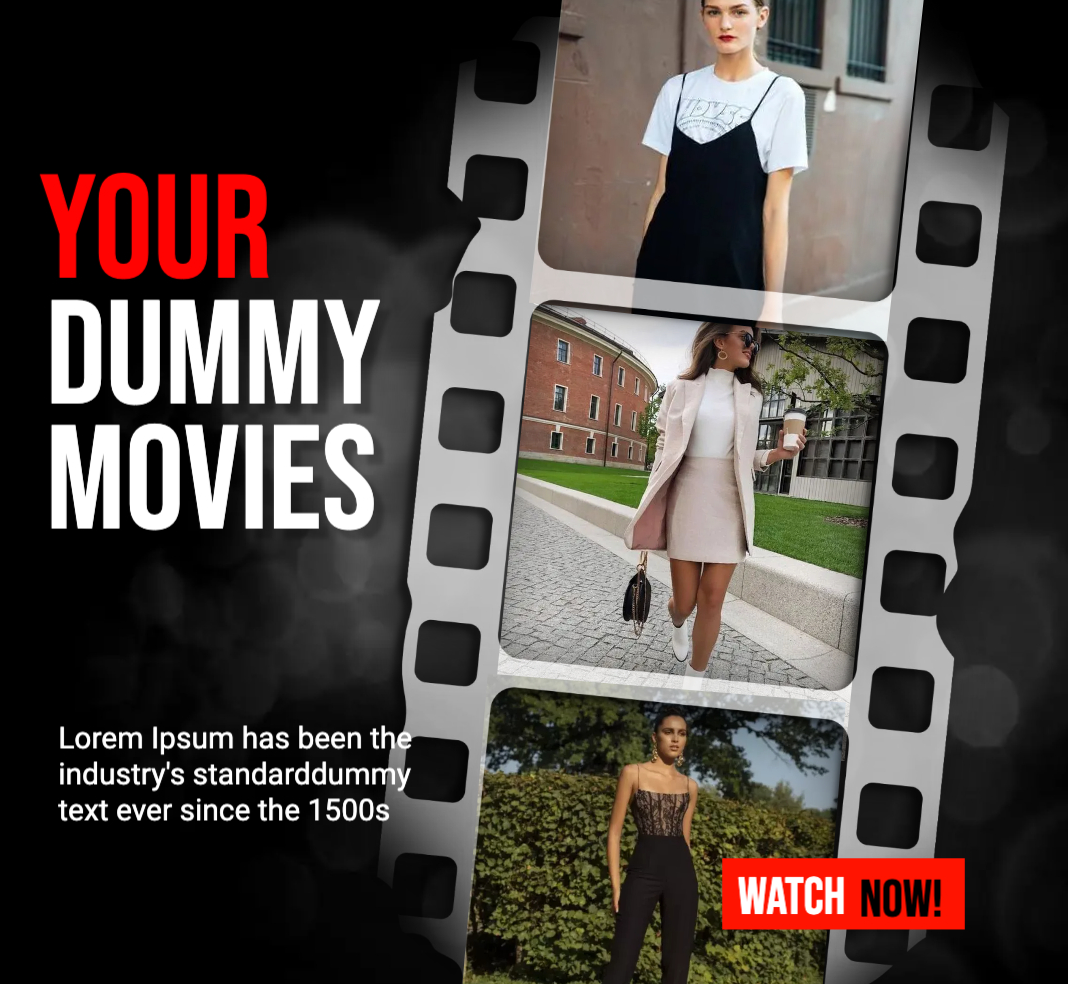 YOUR
DUMMY
MOVIES
Lorem Ipsum has been the
industry's standarddummy
text ever since the 1500s
WATCH NOW!